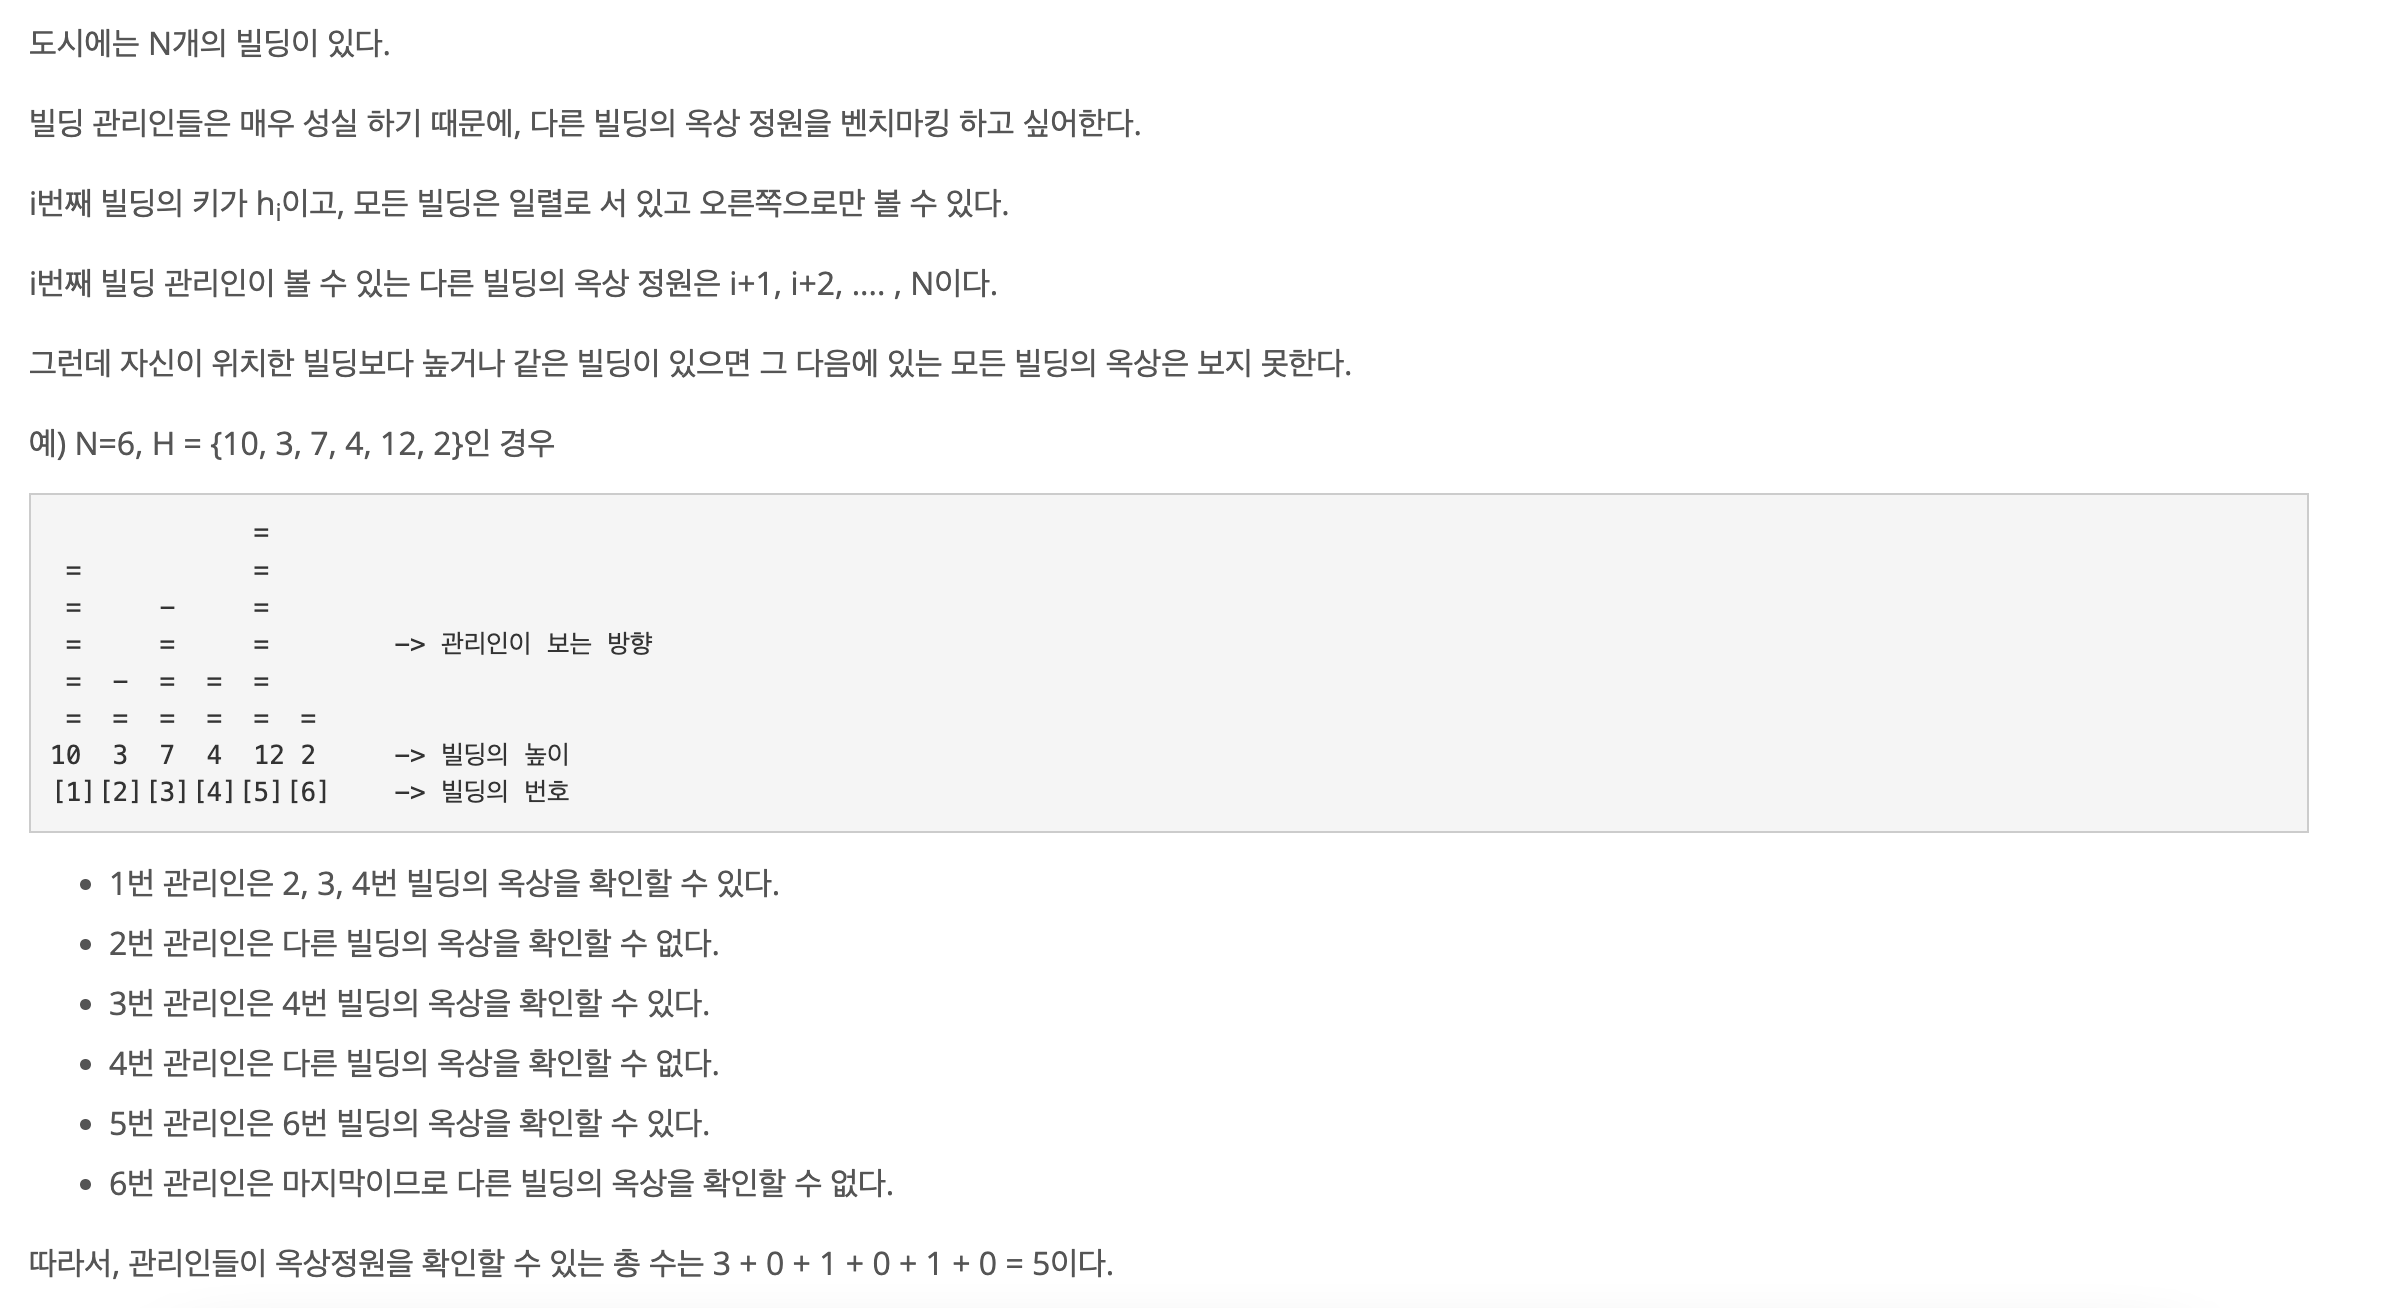 도시에는 N개의 빌딩이 있다.
빌딩 관리인들은 매우 성실 하기 때문에, 다른 빌딩의 옥상 정원을 벤치마킹 하고 싶어한다.
i번째 빌딩의 키가 hi이고, 모든 빌딩은 일렬로 서 있고 오른쪽으로만 볼 수 있다.
i번째 빌딩 관리인이 볼 수 있는 다른 빌딩의 옥상 정원은 i+1, i+2, .... , N이다.
그런데 자신이 위치한 빌딩보다 높거나 같은 빌딩이 있으면 그 다음에 있는 모든 빌딩의 옥상은 보지 못한다.
예) N=6, H = {10, 3, 7, 4, 12, 2}인 경우
             =
 =           =
 =     -     =
 =     =     =        -> 관리인이 보는 방향
 =  -  =  =  =
 =  =  =  =  =  =
10  3  7  4  12 2     -> 빌딩의 높이
[1][2][3][4][5][6]    -> 빌딩의 번호
• 1번 관리인은 2, 3, 4번 빌딩의 옥상을 확인할 수 있다.
• 2번 관리인은 다른 빌딩의 옥상을 확인할 수 없다.
• 3번 관리인은 4번 빌딩의 옥상을 확인할 수 있다.
• 4번 관리인은 다른 빌딩의 옥상을 확인할 수 없다.
• 5번 관리인은 6번 빌딩의 옥상을 확인할 수 있다.
• 6번 관리인은 마지막이므로 다른 빌딩의 옥상을 확인할 수 없다.
따라서, 관리인들이 옥상정원을 확인할 수 있는 총 수는 3 + 0 + 1 + 0 + 1 + 0 = 5이다.